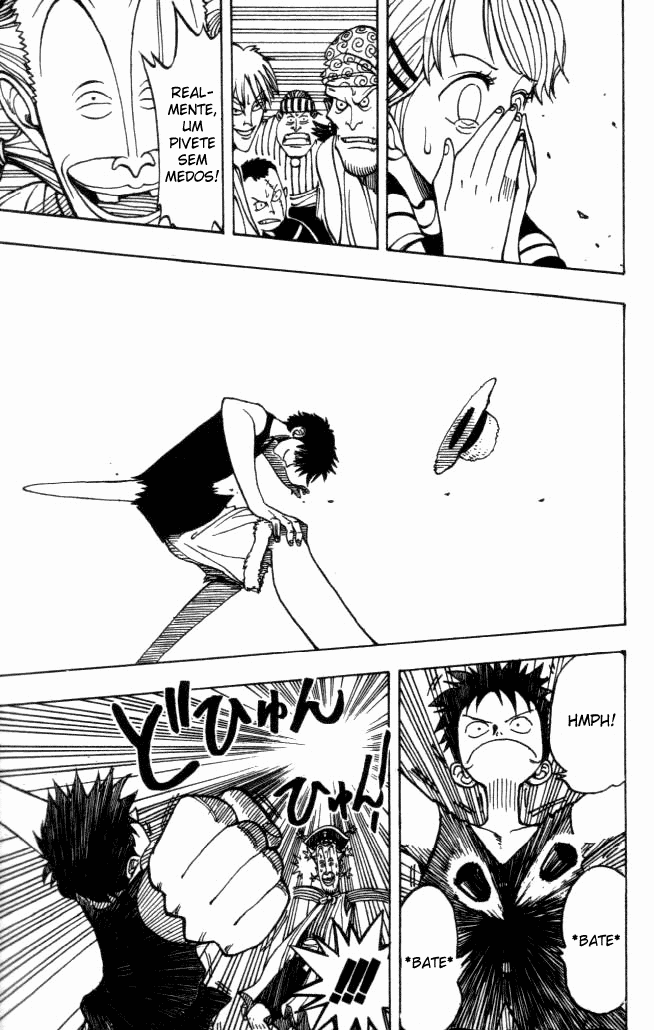 REAL-
MENTE,
UM
PIVETE
SEM
MEDOS!
HMPH!
*BATE*
*BATE*
どひゅん
ひゅん!
!!!